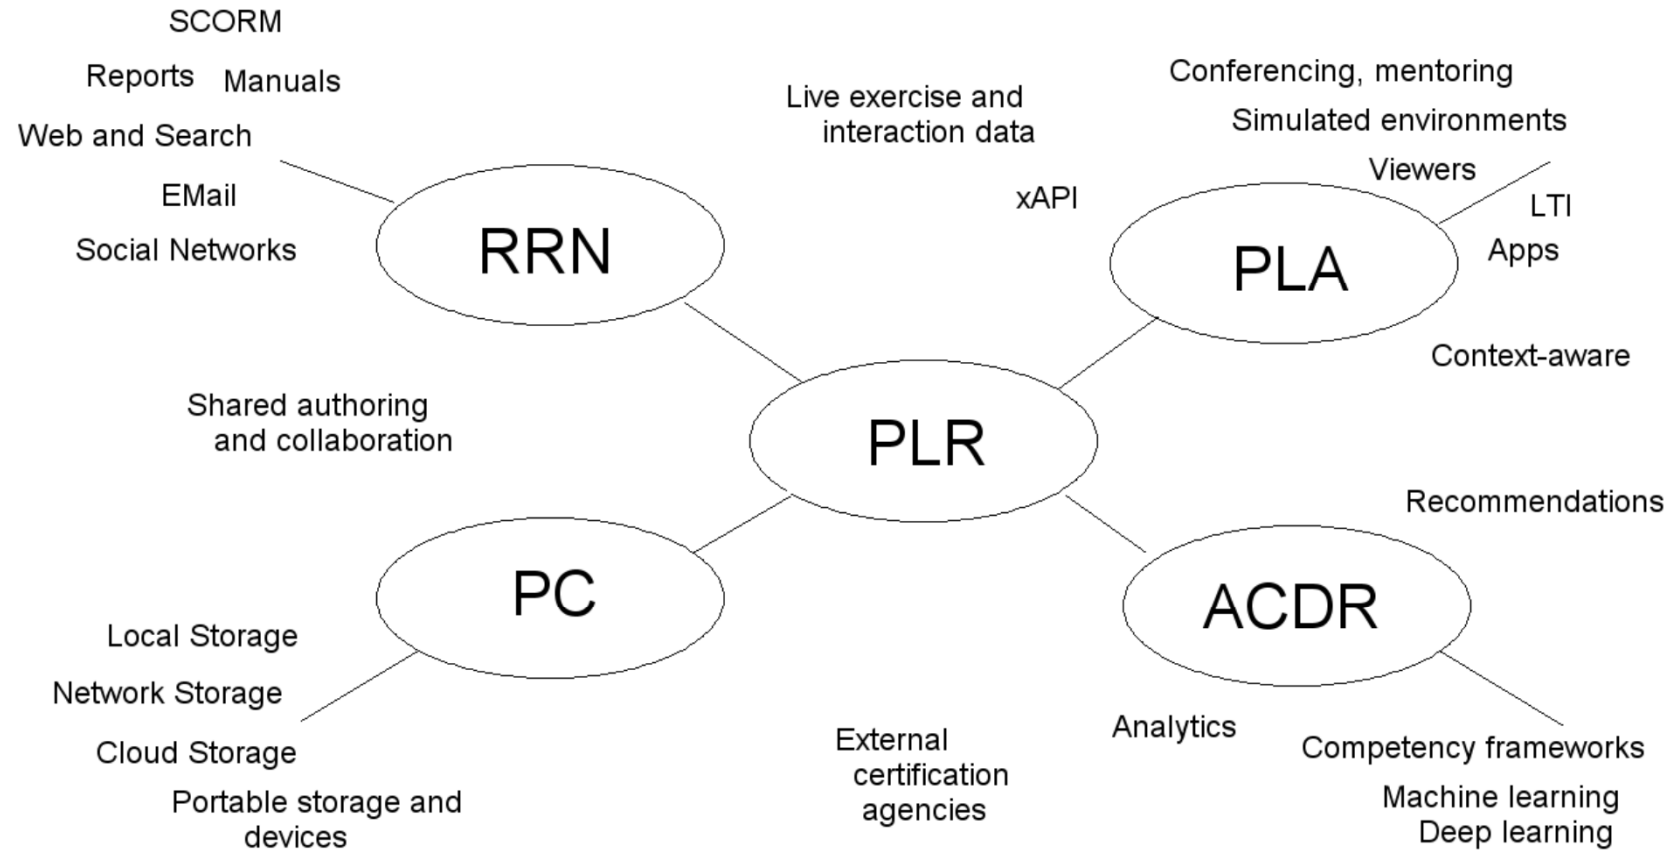 SCORM
Reports
Manuals
Web and Search
EMail
Social Networks
RRN
Live exercise and
interaction data
xAPI
Conferencing, mentoring
Simulated environments
Viewers
LTI
Apps
PLA
Context-aware
Shared authoring
and collaboration
PLR
PC
Local Storage
Network Storage
Cloud Storage
Portable storage and
devices
Recommendations
ACDR
External
certification
agencies
Analytics
Competency frameworks
Machine learning
Deep learning